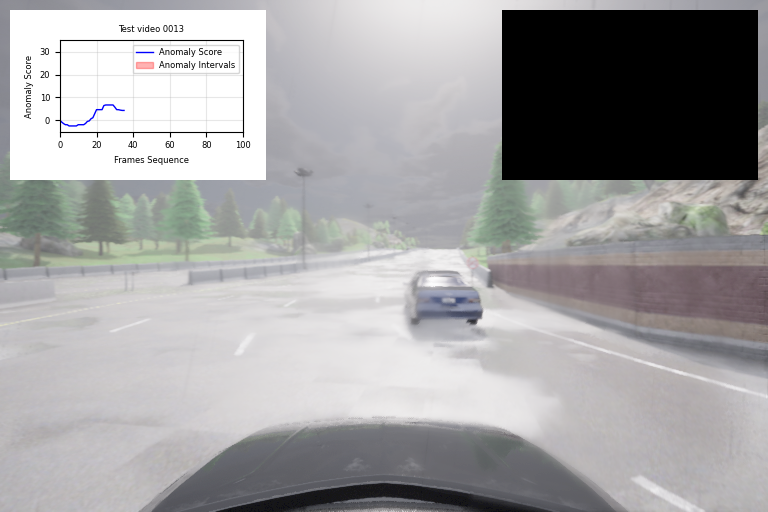 Test video 0013
Anomaly Score
Anomaly Intervals
30
20
10
0
Anomaly Score
0 20 40 60 80 100
Frames Sequence